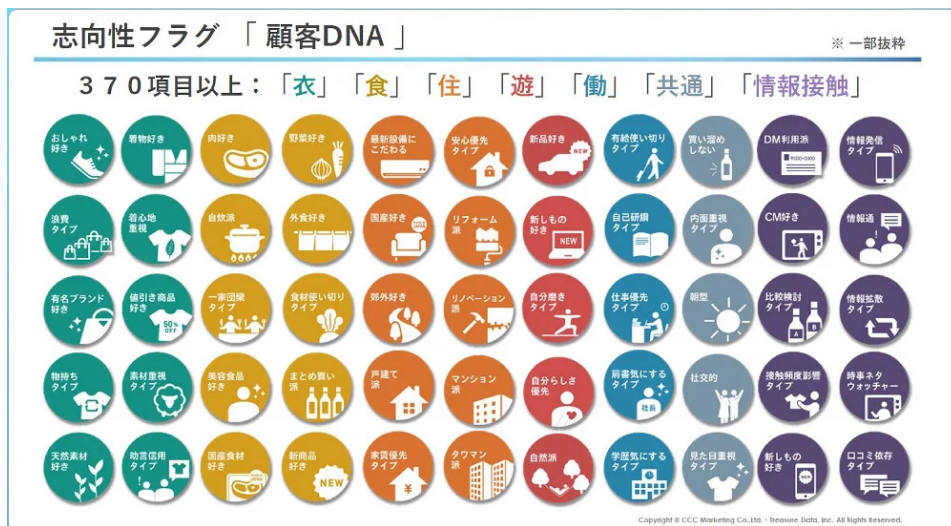 志向性フラグ 「 顧客DNA 」
※ 一部抜粋
３７０項目以上：「衣」「食」「住」「遊」「働」「共通」「情報接触」
おしゃれ
好き
着物好き
肉好き
野菜好き
最新設備に
こだわる
安心優先
タイプ
新品好き
NEW
有給使い切り
タイプ
買い溜め
しない
DM利用派
情報発信
タイプ
浪費
タイプ
着心地
重視
自炊派
外食好き
国産好き
リフォーム
派
新しもの
好き
NEW
自己研鑽
タイプ
内面重視
タイプ
CM好き
情報通
有名ブランド
好き
値引き商品
好き
50%
OFF
一家団欒
タイプ
食材使い切り
タイプ
郊外好き
リノベーション
派
自分磨き
タイプ
仕事優先
タイプ
朝型
比較検討
タイプ
A
B
情報拡散
タイプ
物持ち
タイプ
素材重視
タイプ
美容食品
好き
まとめ買い
派
戸建て
派
マンション
派
自分らしさ
優先
肩書気にする
タイプ
社長
社交的
接触頻度影響
タイプ
時事ネタ
ウォッチャー
天然素材
好き
助言信用
タイプ
国産食材
好き
新商品
好き
NEW
家賃優先
タイプ
¥
タワマン
派
自然派
学歴気にする
タイプ
見た目重視
タイプ
新しもの
好き
NEW
口コミ依存
タイプ
Copyright © CCC Marketing Co.,Ltd. - Treasure Data, Inc. All Rights Reserved.